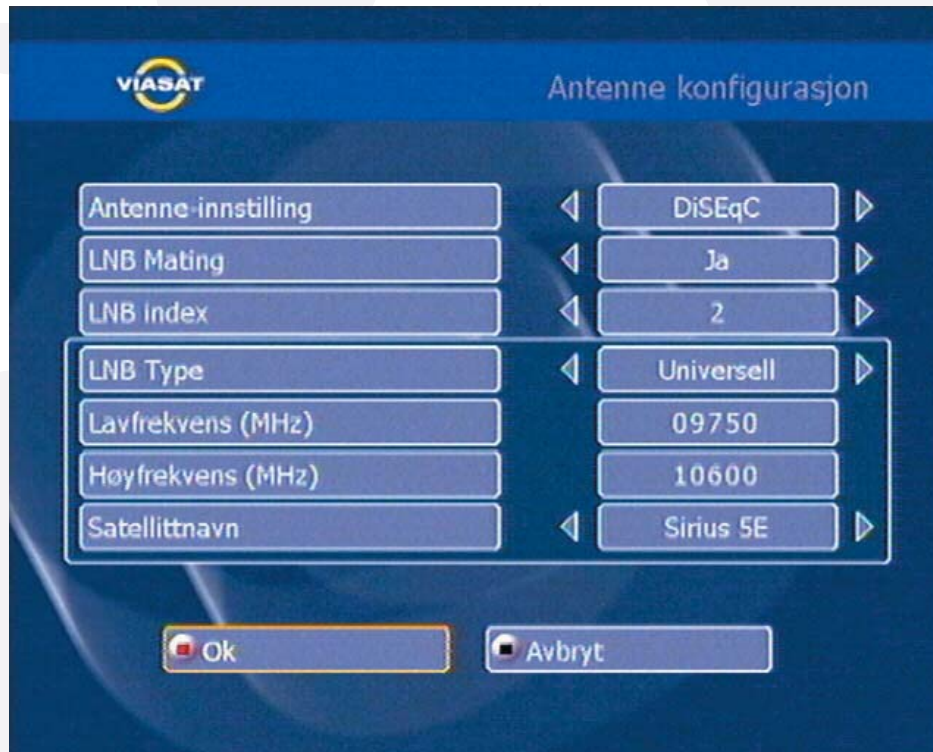 VIASAT
Antenne konfigurasjon
Antenne-innstilling DiSEqC
LNB Mating Ja
LNB index 2
LNB Type Universell
Lavfrekvens (MHz) 09750
Høyfrekvens (MHz) 10600
Satellittnavn Sirius 5E
Ok Avbryt